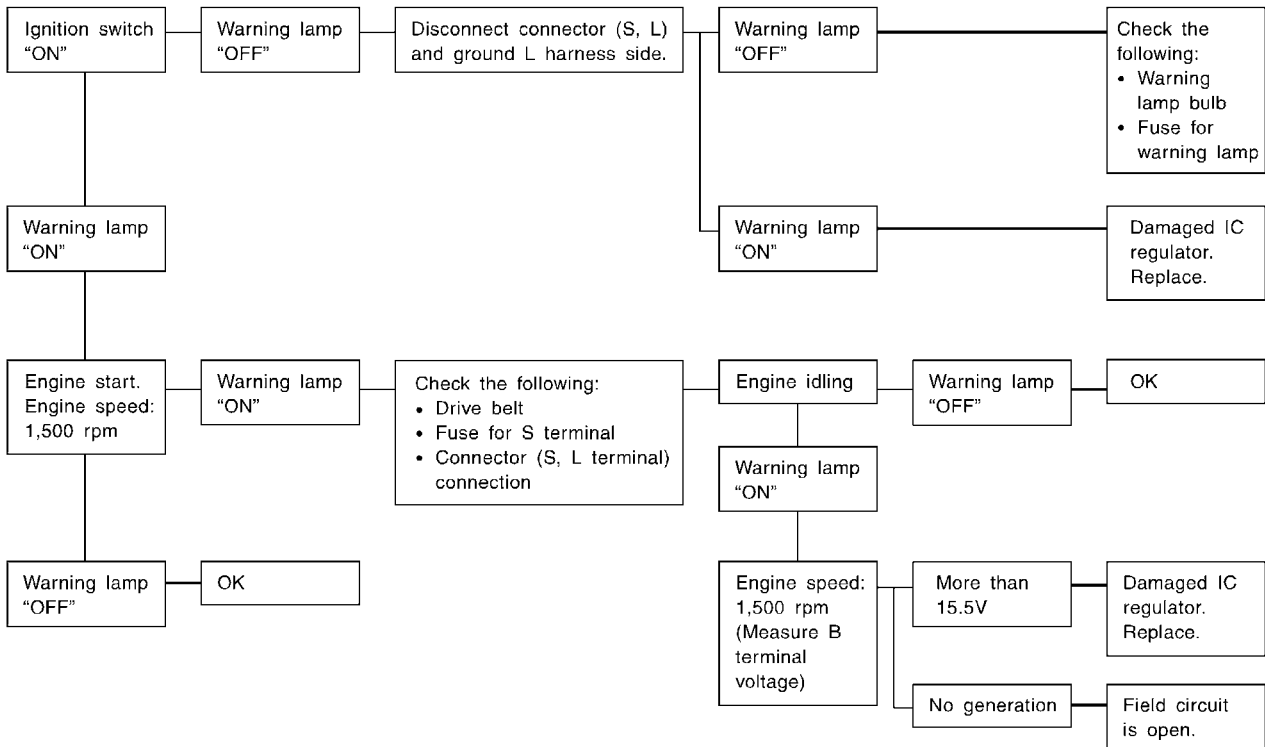 Ignition switch
“ON”
Warning lamp
“OFF”
Disconnect connector (S, L)
and ground L harness side.
Warning lamp
“OFF”
Check the
following:
• Warning
lamp bulb
• Fuse for
warning lamp
Warning lamp
“ON”
Warning lamp
“ON”
Damaged IC
regulator.
Replace.
Engine start.
Engine speed:
1,500 rpm
Warning lamp
“ON”
Check the following:
• Drive belt
• Fuse for S terminal
• Connector (S, L terminal)
connection
Engine idling
Warning lamp
“OFF”
OK
Warning lamp
“ON”
Warning lamp
“OFF”
OK
Engine speed:
1,500 rpm
(Measure B
terminal
voltage)
More than
15.5V
Damaged IC
regulator.
Replace.
No generation
Field circuit
is open.